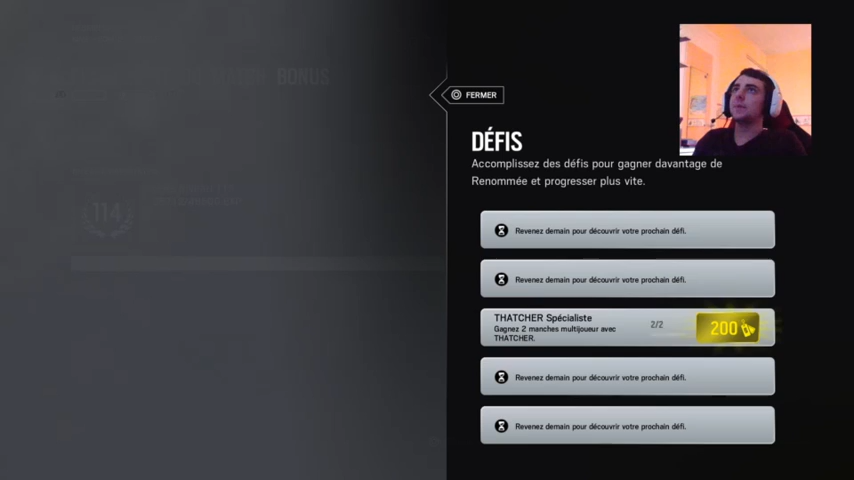 BONUS
114
FERMER
DÉFIS
Accomplissez des défis pour gagner davantage de
Renommée et progresser plus vite.
Revenez demain pour découvrir votre prochain défi.
Revenez demain pour découvrir votre prochain défi.
THATCHER Spécialiste
Gagnez 2 manches multijoueur avec
THATCHER.
2/2
200
Revenez demain pour découvrir votre prochain défi.
Revenez demain pour découvrir votre prochain défi.